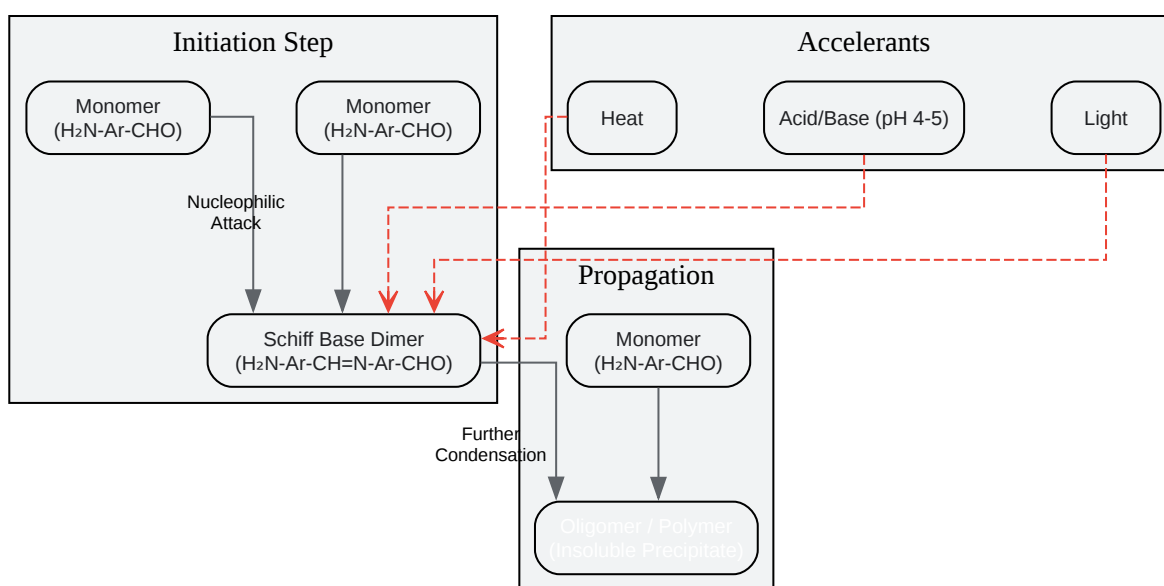 Initiation Step
Monomer
(H₂N-Ar-CHO)
Monomer
(H₂N-Ar-CHO)
Nucleophilic
Attack
Schiff Base Dimer
(H₂N-Ar-CH=N-Ar-CHO)
Accelerants
Heat
Acid/Base (pH 4-5)
Light
Propagation
Monomer
(H₂N-Ar-CHO)
Further
Condensation
Oligomer / Polymer
(Insoluble Precipitate)